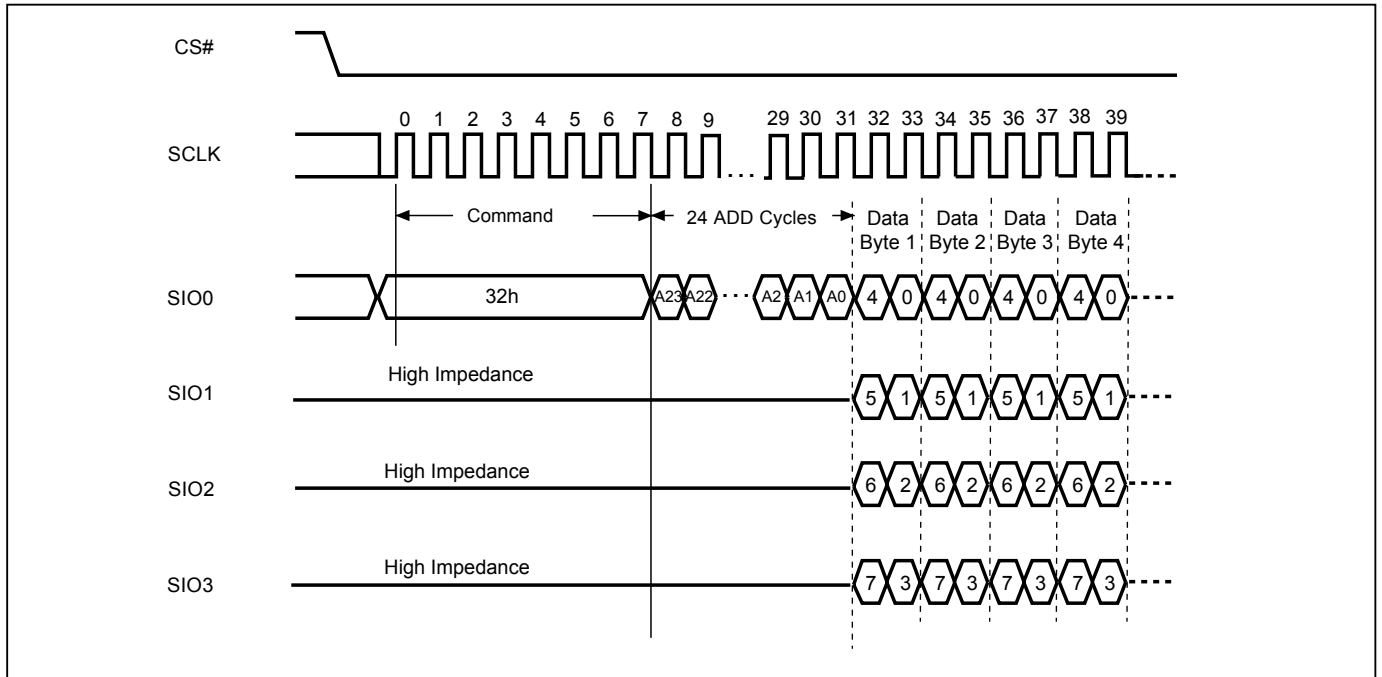 CS#
0 1 2 3 4 5 6 7 8 9 29 30 31 32 33 34 35 36 37 38 39
SCLK
Command 24 ADD Cycles Data Data Data Data
Byte 1 Byte 2 Byte 3 Byte 4
SIO0 32h A23 A22 A2 A1 A0 4 0 4 0 4 0 4 0
High Impedance
SIO1 5 1 5 1 5 1 5 1
High Impedance
SIO2 6 2 6 2 6 2 6 2
High Impedance
SIO3 7 3 7 3 7 3 7 3